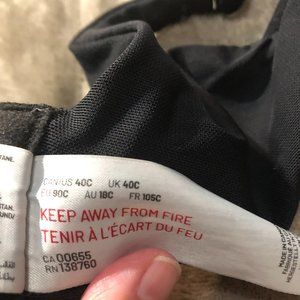 CAN/US 40C UK 40C
EU 90C AU 18C FR 105C
KEEP AWAY FROM FIRE
TENIR À L'ÉCART DU FEU
CA 00655
RN 138760